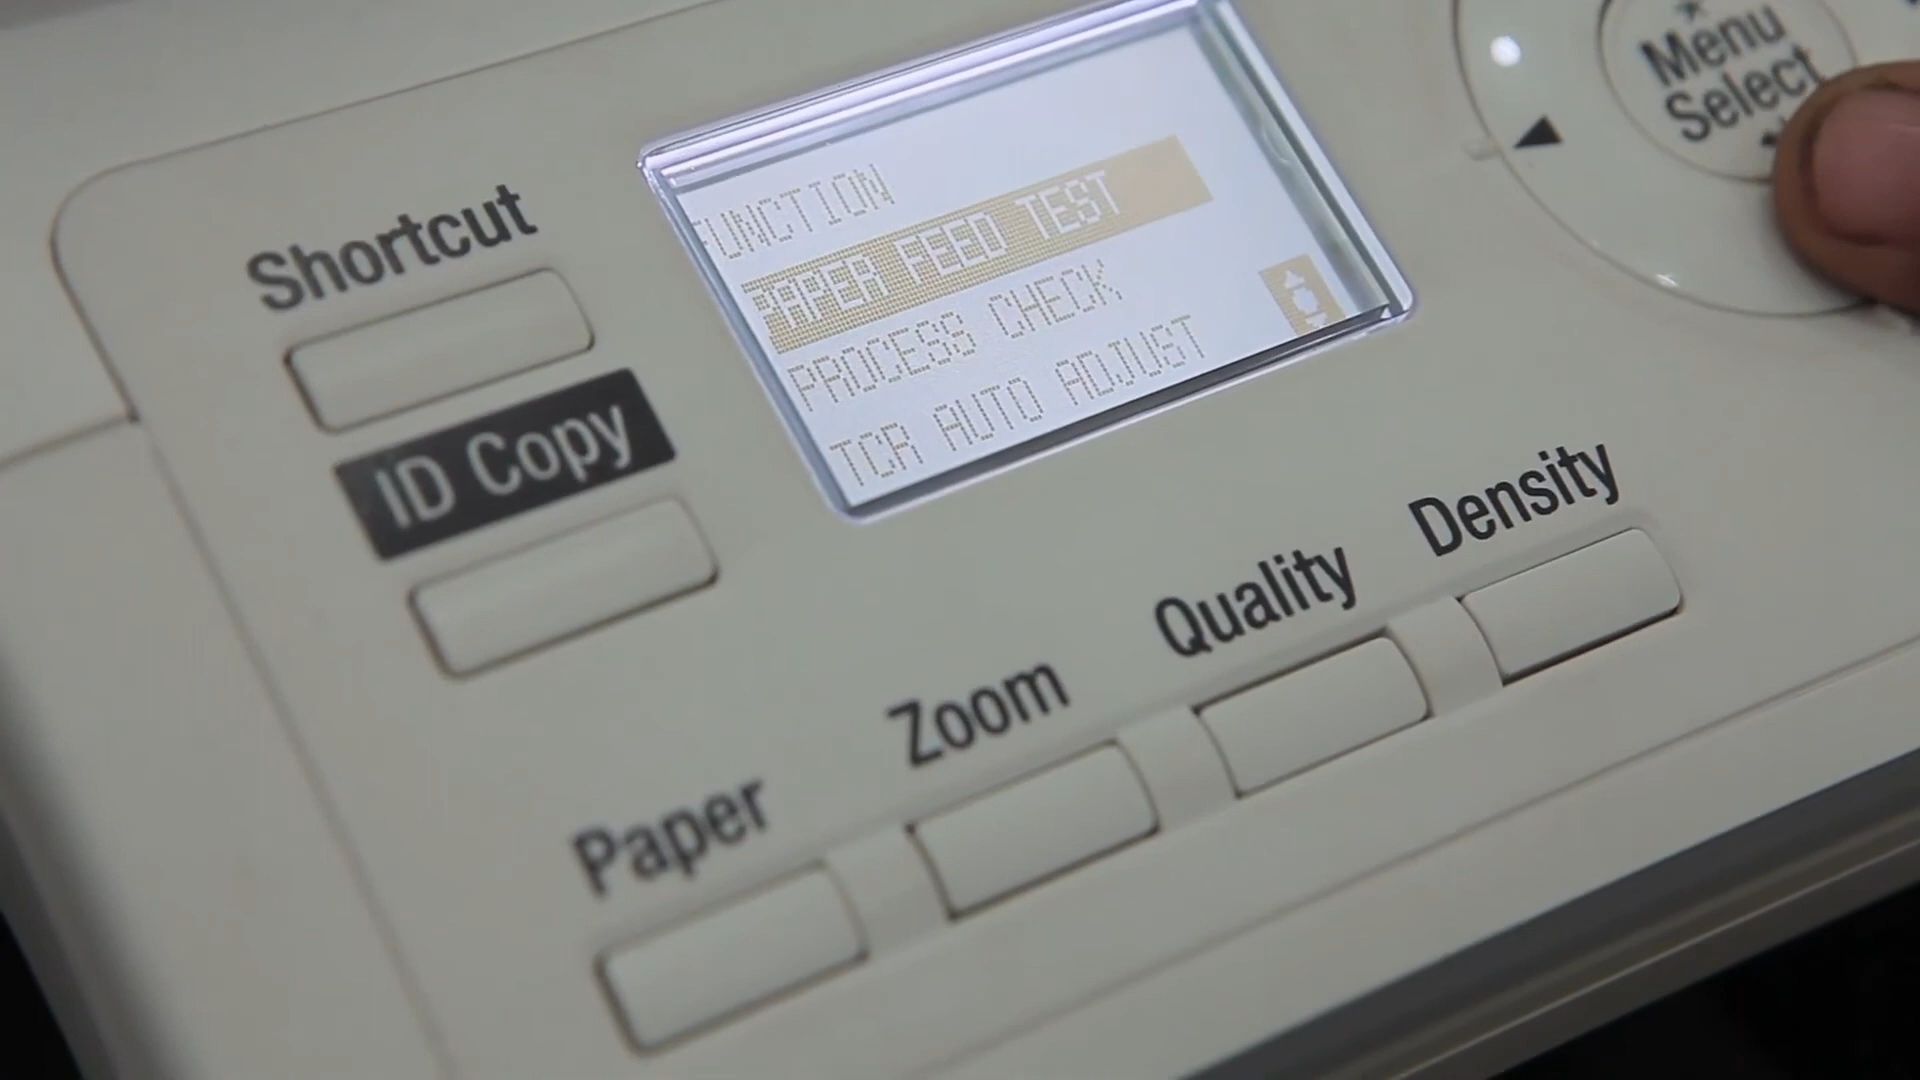 Menu
Select
FUNCTION
PAPER FEED TEST
PROCESS CHECK
TCR AUTO ADJUST
Shortcut
ID Copy
Density
Quality
Zoom
Paper